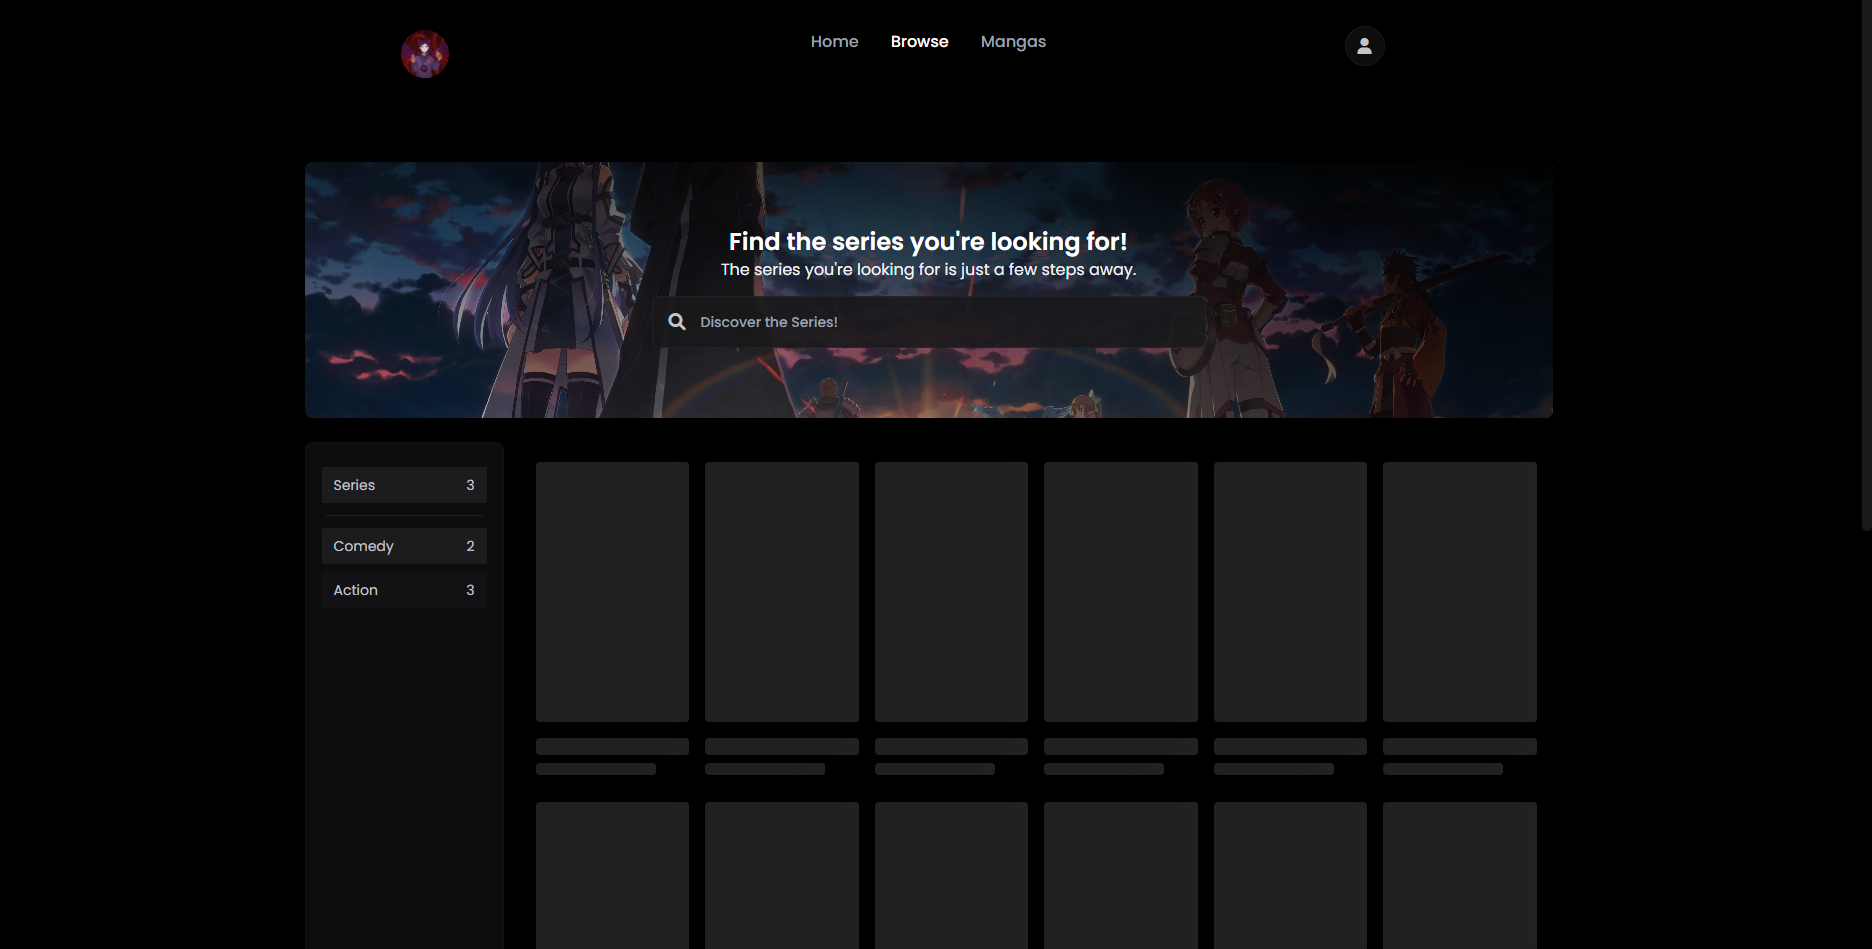 Home
Browse
Mangas
Find the series you're looking for!
The series you're looking for is just a few steps away.
Discover the Series!
Series 3
Comedy 2
Action 3